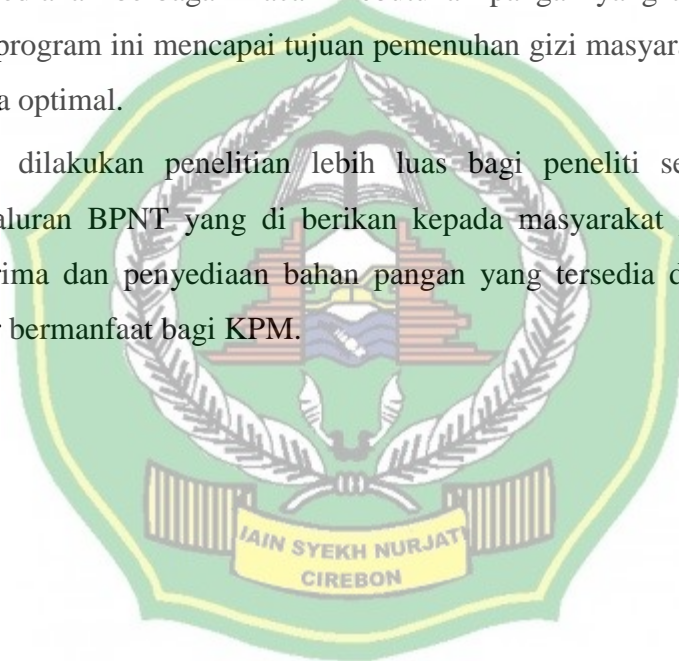 program ini mencapai tujuan pemenuhan gizi masyara
a optimal.
dilakukan penelitian lebih luas bagi peneliti se
aluran BPNT yang di berikan kepada masyarakat
rima dan penyediaan bahan pangan yang tersedia d
r bermanfaat bagi KPM.
IAIN SYEKH NURJATI
CIREBON